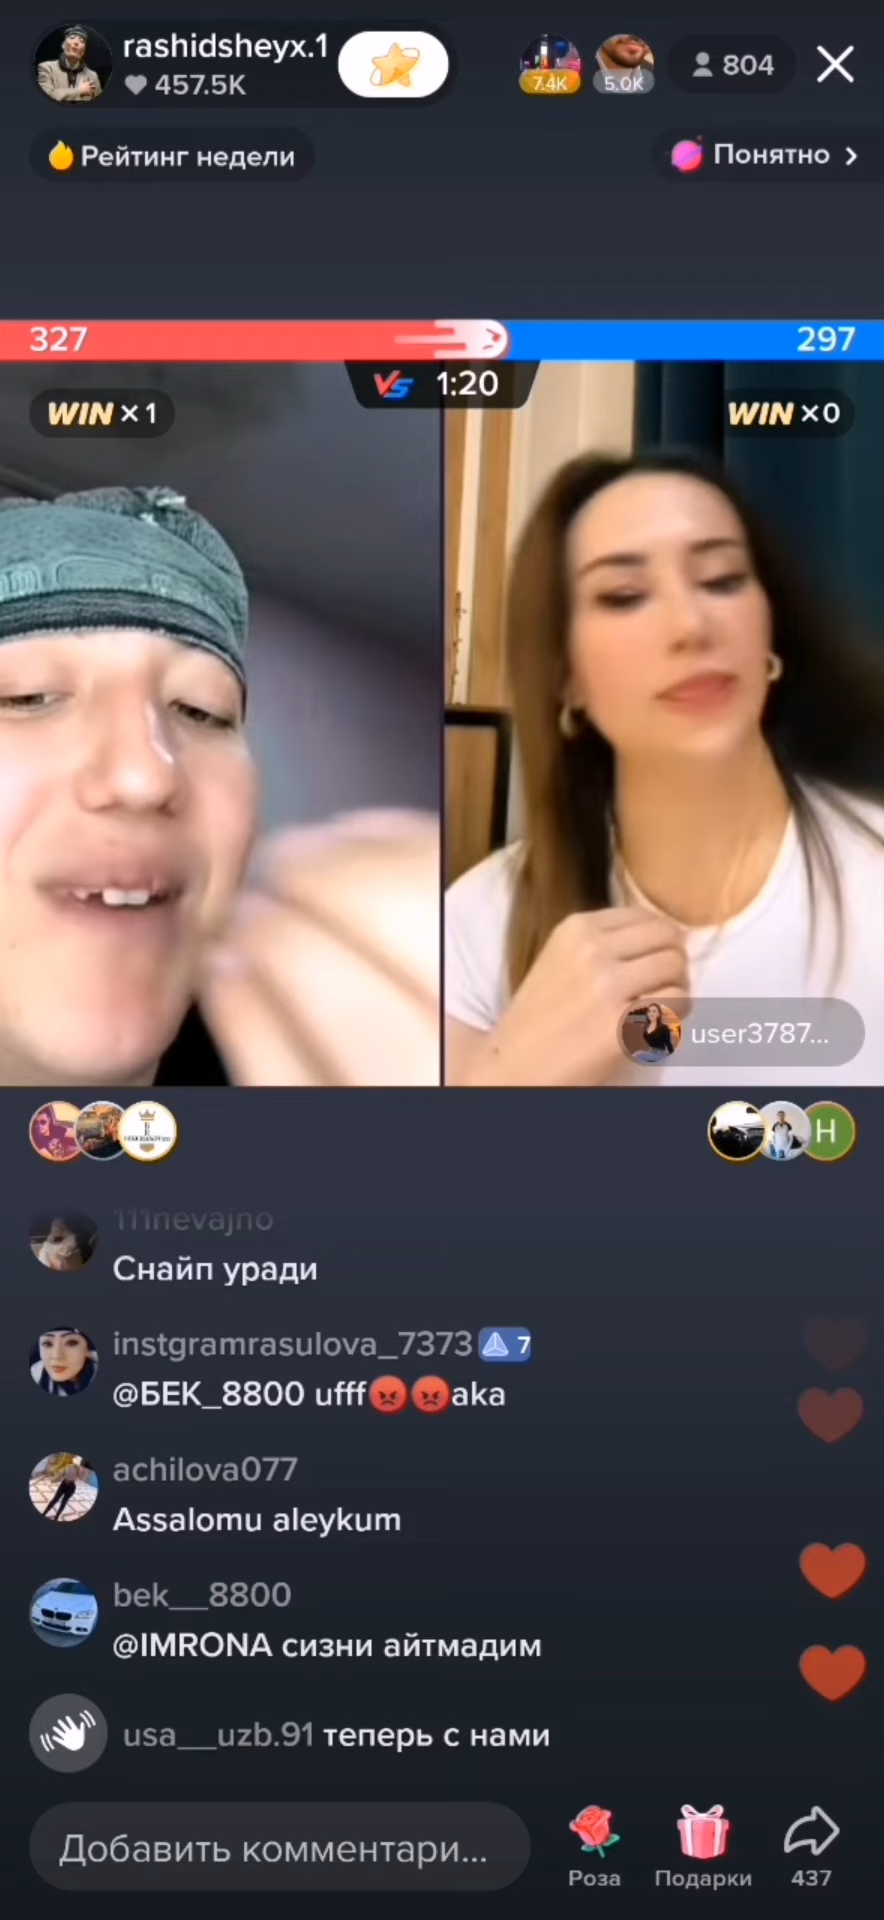 rashidsheyx.1
457.5K
7.4K
5.0K
804
Рейтинг недели
Понятно
327
297
VS 1:20
WIN ×1
WIN ×0
user3787...
H
111nevajno
Снайп уради
instgramrasulova_7373 7
@БЕК_8800 ufff😡😡aka
achilova077
Assalomu aleykum
bek__8800
@IMRONA сизни айтмадим
usa__uzb.91 теперь с нами
Добавить комментари...
Роза
Подарки
437